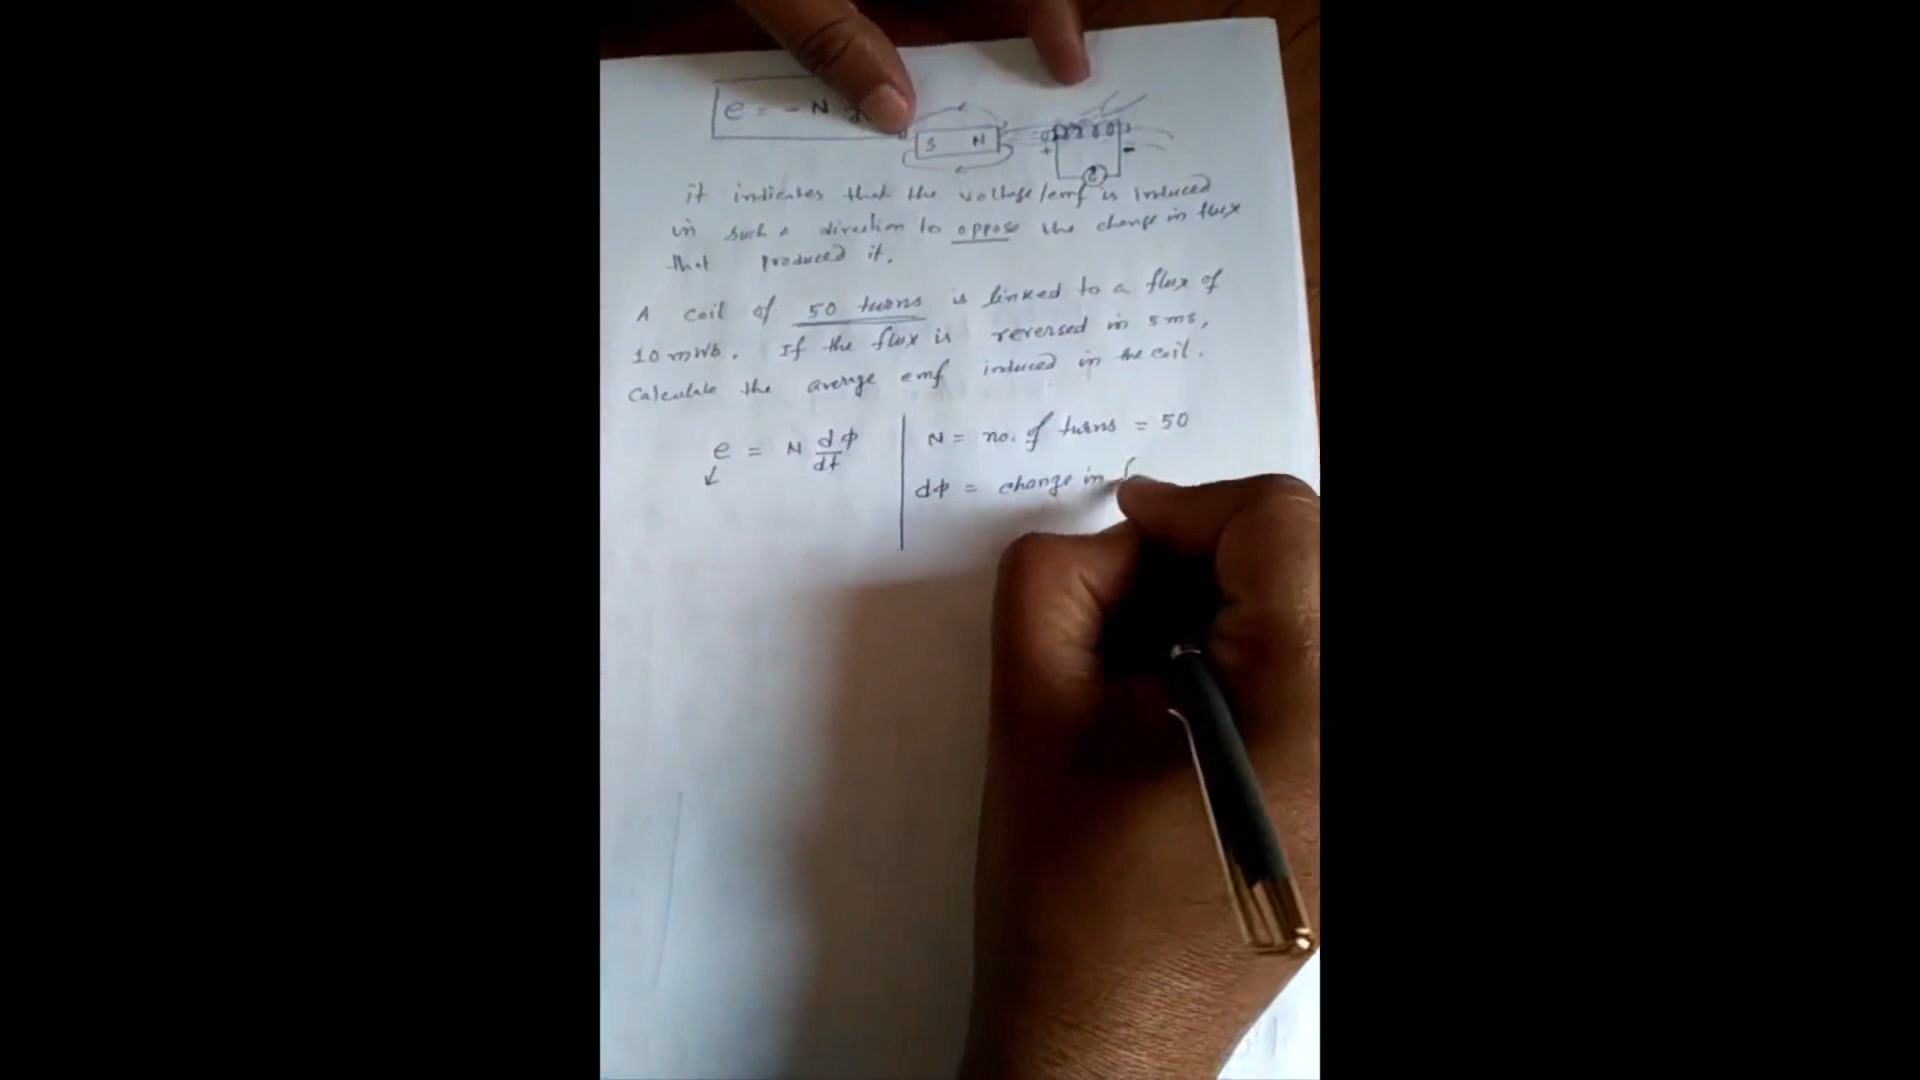 e = - N
S N
+ -
G
it indicates that the voltage/emf is Induced
in such a direction to oppose the change in flux
that produced it.
A coil of 50 turns is linked to a flux of
10 mWb. If the flux is reversed in 5 ms,
Calculate the average emf induced in the coil.
e = N dφ/dt
N = no. of turns = 50
dφ = change in f